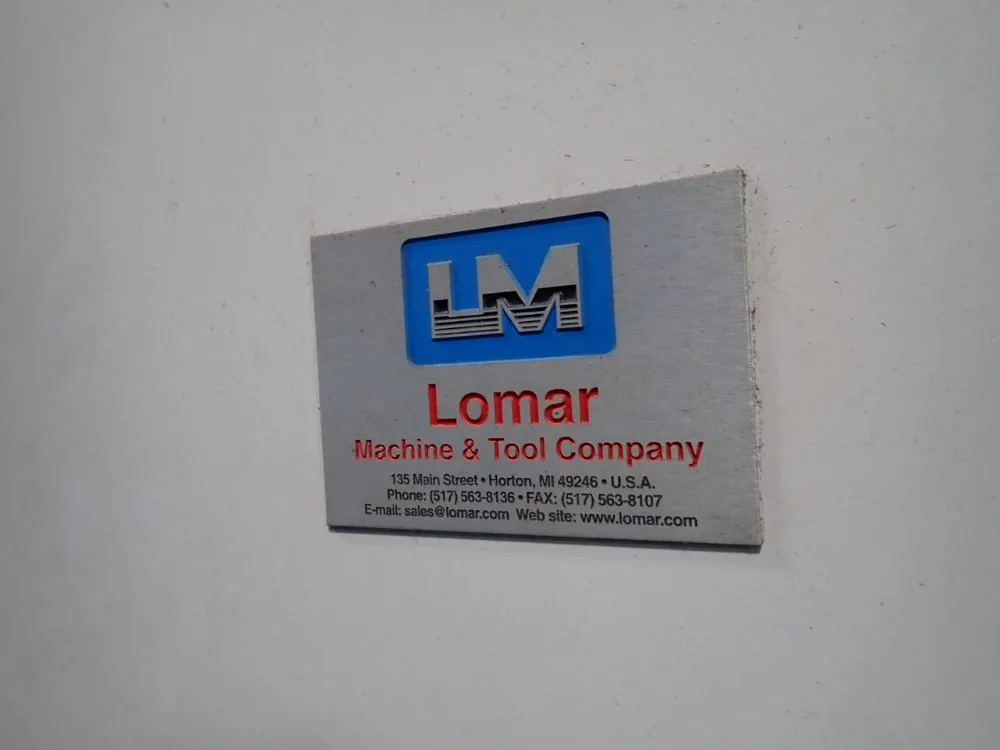 LM
Lomar
Machine & Tool Company
135 Main Street • Horton, MI 49246 • U.S.A.
Phone: (517) 563-8136 • FAX: (517) 563-8107
E-mail: sales@lomar.com Web site: www.lomar.com